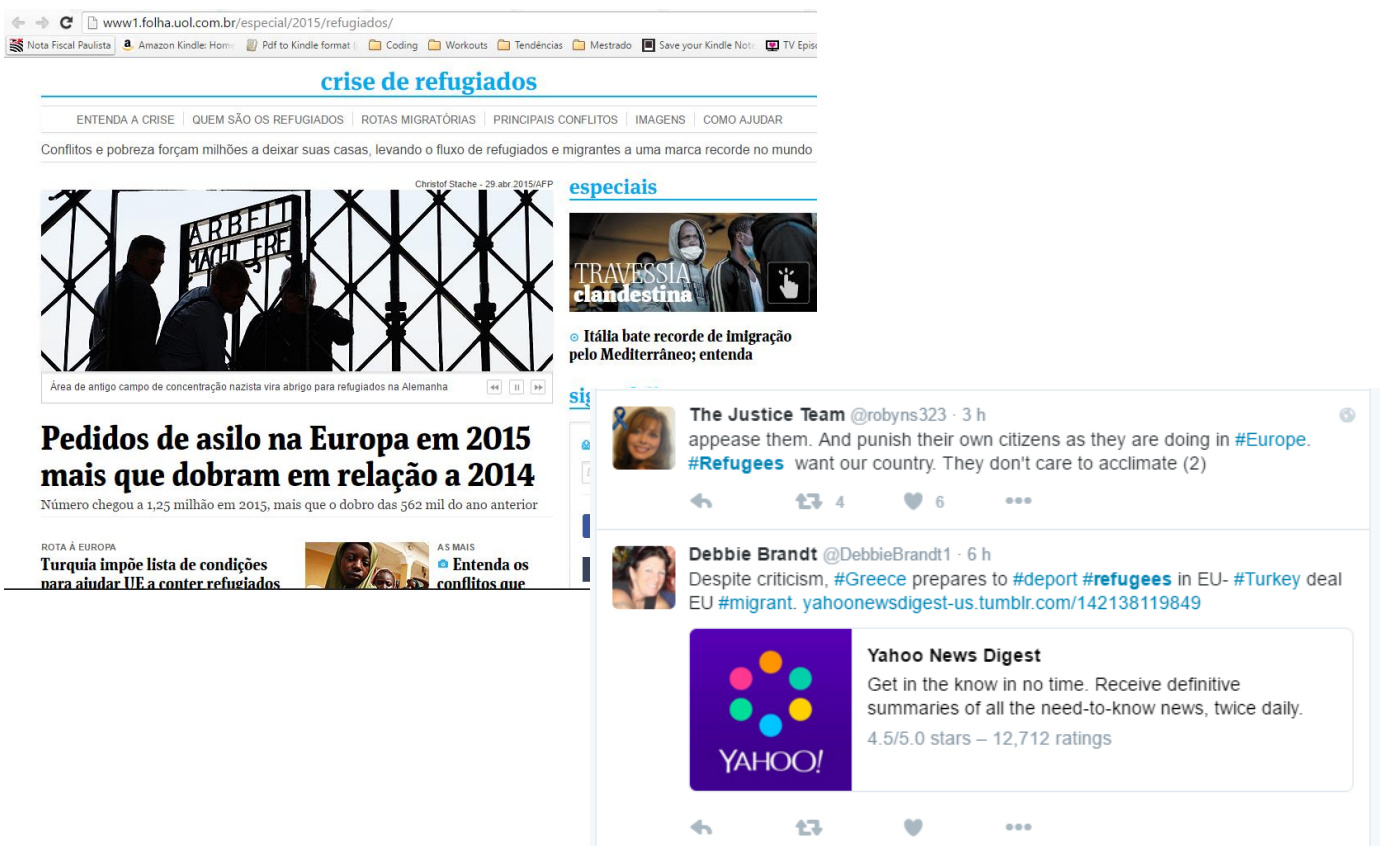 www1.folha.uol.com.br/especial/2015/refugiados/
Nota Fiscal Paulista Amazon Kindle: Home Pdf to Kindle format Coding Workouts Tendências Mestrado Save your Kindle Note TV Epis
crise de refugiados
ENTENDA A CRISE QUEM SÃO OS REFUGIADOS ROTAS MIGRATÓRIAS PRINCIPAIS CONFLITOS IMAGENS COMO AJUDAR
Conflitos e pobreza forçam milhões a deixar suas casas, levando o fluxo de refugiados e migrantes a uma marca recorde no mundo
Christof Stache - 29.abr.2015/AFP
ARBEIT
MACHT FREI
Área de antigo campo de concentração nazista vira abrigo para refugiados na Alemanha
Pedidos de asilo na Europa em 2015
mais que dobram em relação a 2014
Número chegou a 1,25 milhão em 2015, mais que o dobro das 562 mil do ano anterior
ROTA À EUROPA
Turquia impõe lista de condições
para ajudar UE a conter refugiados
AS MAIS
Entenda os
conflitos que
especiais
TRAVESSIA
clandestina
Itália bate recorde de imigração
pelo Mediterrâneo; entenda
sig
The Justice Team @robyns323 · 3 h
appease them. And punish their own citizens as they are doing in #Europe.
#Refugees want our country. They don't care to acclimate (2)
4 6
Debbie Brandt @DebbieBrandt1 · 6 h
Despite criticism, #Greece prepares to #deport #refugees in EU- #Turkey deal
EU #migrant. yahoonewsdigest-us.tumblr.com/142138119849
YAHOO!
Yahoo News Digest
Get in the know in no time. Receive definitive
summaries of all the need-to-know news, twice daily.
4.5/5.0 stars – 12,712 ratings